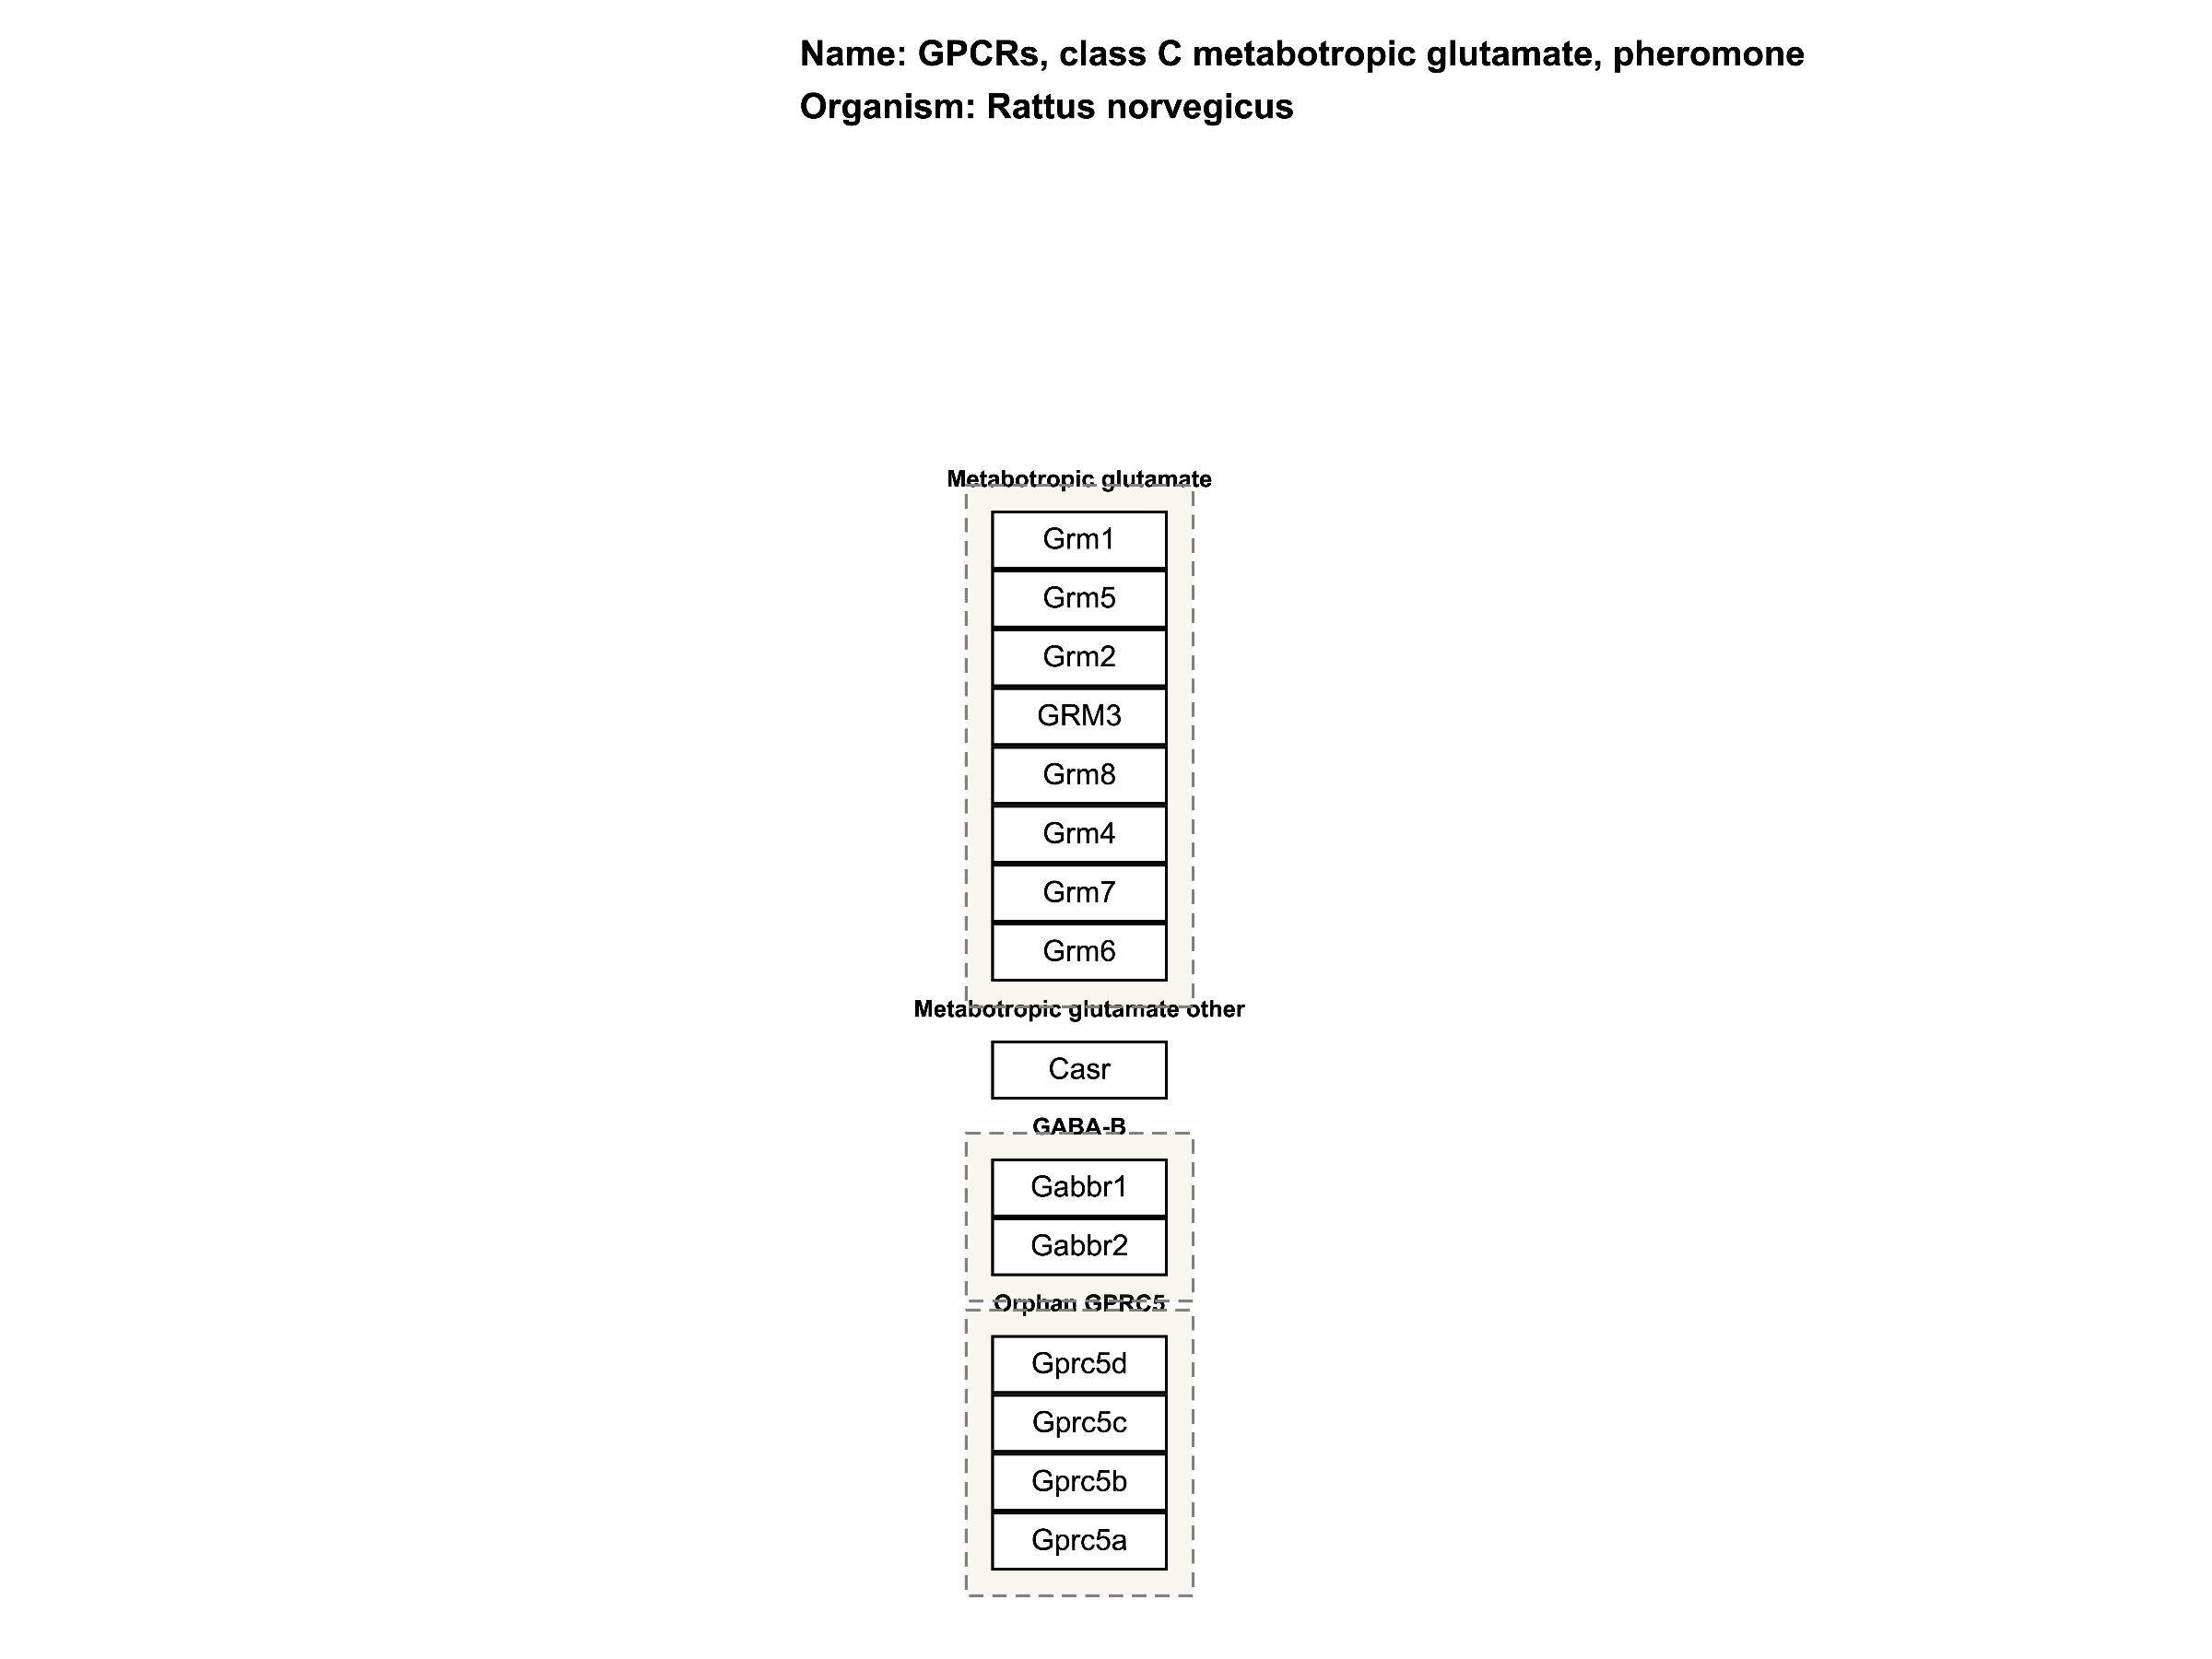 Name: GPCRs, class C metabotropic glutamate, pheromone
Organism: Rattus norvegicus
Metabotropic glutamate
Grm1
Grm5
Grm2
GRM3
Grm8
Grm4
Grm7
Grm6
Metabotropic glutamate other
Casr
GABA-B
Gabbr1
Gabbr2
Orphan GPRC5
Gprc5d
Gprc5c
Gprc5b
Gprc5a